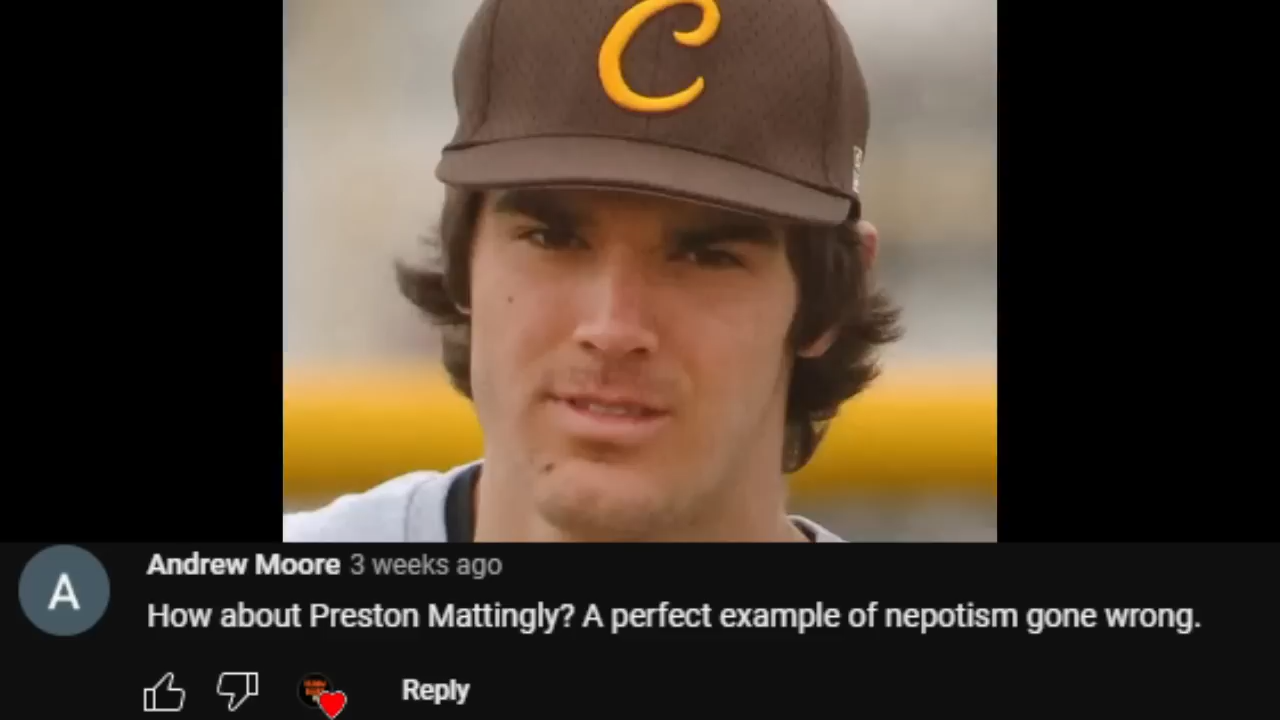 C
A
Andrew Moore 3 weeks ago
How about Preston Mattingly? A perfect example of nepotism gone wrong.
Reply